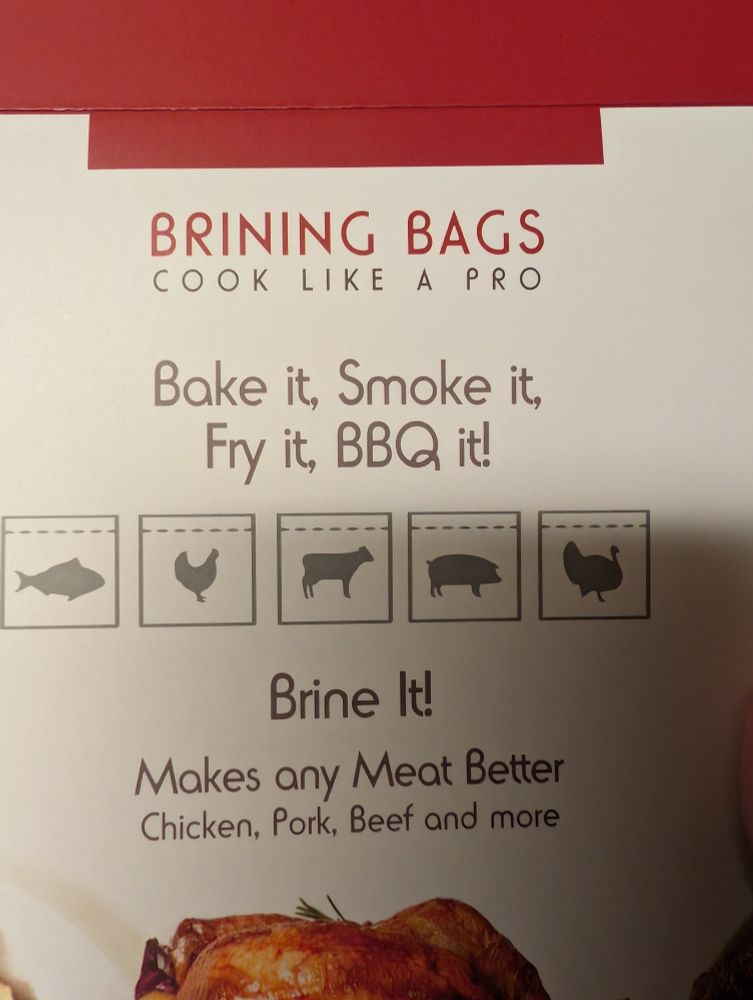 BRINING BAGS
COOK LIKE A PRO
Bake it, Smoke it,
Fry it, BBQ it!
Brine It!
Makes any Meat Better
Chicken, Pork, Beef and more